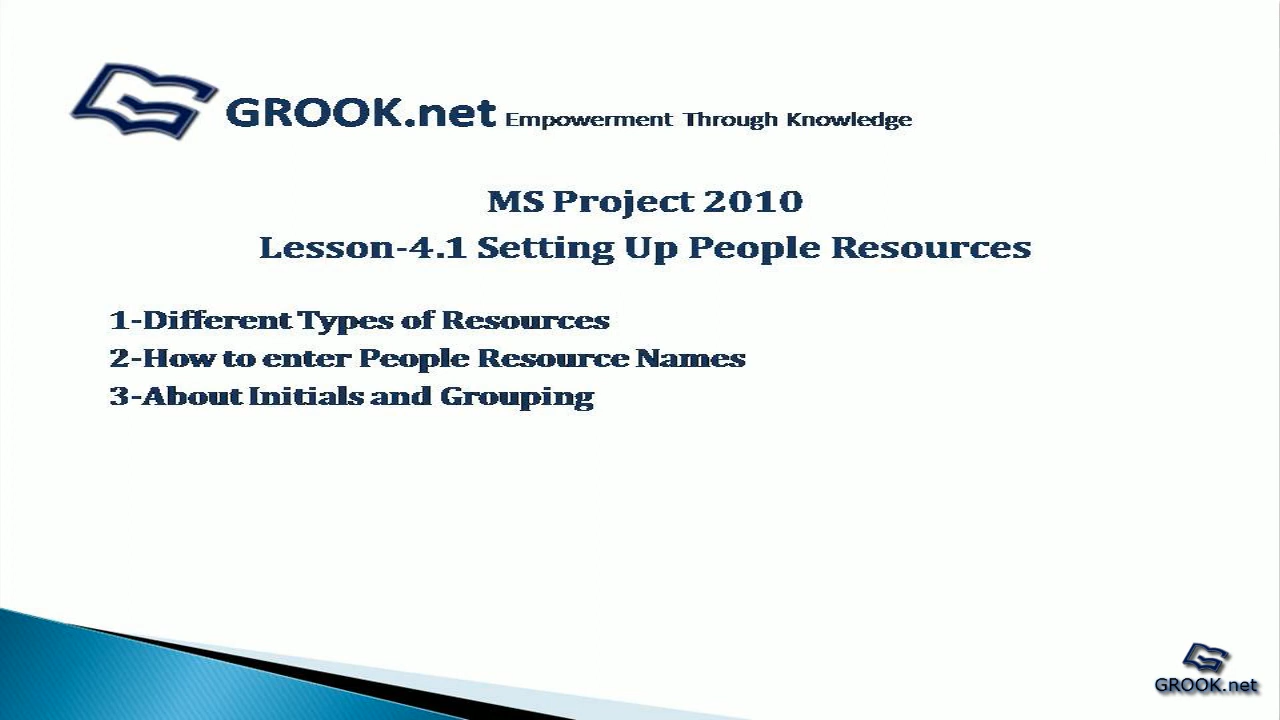 GROOK.net Empowerment Through Knowledge
MS Project 2010
Lesson-4.1 Setting Up People Resources
1-Different Types of Resources
2-How to enter People Resource Names
3-About Initials and Grouping
GROOK.net